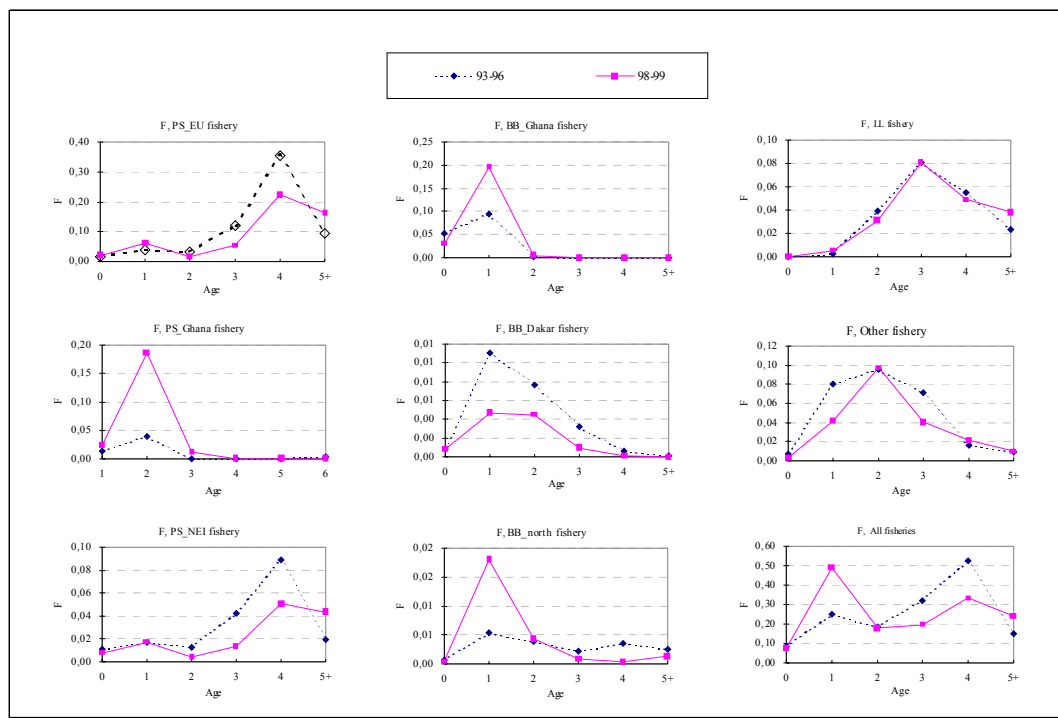 93-96 98-99
F, PS_EU fishery
0,40
0,30
0,20
0,10
0,00
F
0 1 2 3 4 5+
Age
F, BB_Ghana fishery
0,25
0,20
0,15
0,10
0,05
0,00
F
0 1 2 3 4 5+
Age
F, LL fishery
0,10
0,08
0,06
0,04
0,02
0,00
F
0 1 2 3 4 5+
Age
F, PS_Ghana fishery
0,20
0,15
0,10
0,05
0,00
F
1 2 3 4 5 6
Age
F, BB_Dakar fishery
0,01
0,01
0,01
0,01
0,00
0,00
0,00
F
0 1 2 3 4 5+
Age
F, Other fishery
0,12
0,10
0,08
0,06
0,04
0,02
0,00
F
0 1 2 3 4 5+
Age
F, PS_NEI fishery
0,10
0,08
0,06
0,04
0,02
0,00
F
0 1 2 3 4 5+
Age
F, BB_north fishery
0,02
0,02
0,01
0,01
0,00
F
0 1 2 3 4 5+
Age
F, All fisheries
0,60
0,50
0,40
0,30
0,20
0,10
0,00
F
0 1 2 3 4 5+
Age